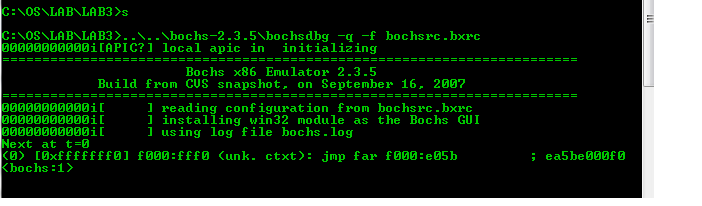 C:\OS\LAB\LAB3>s
C:\OS\LAB\LAB3>..\..\bochs-2.3.5\bochsdbg -q -f bochsrc.bxrc
00000000000i[APIC?] local apic in  initializing
========================================================================
Bochs x86 Emulator 2.3.5
Build from CVS snapshot, on September 16, 2007
========================================================================
00000000000i[     ] reading configuration from bochsrc.bxrc
00000000000i[     ] installing win32 module as the Bochs GUI
00000000000i[     ] using log file bochs.log
Next at t=0
(0) [0xfffffff0] f000:fff0 (unk. ctxt): jmp far f000:e05b         ; ea5be000f0
<bochs:1>